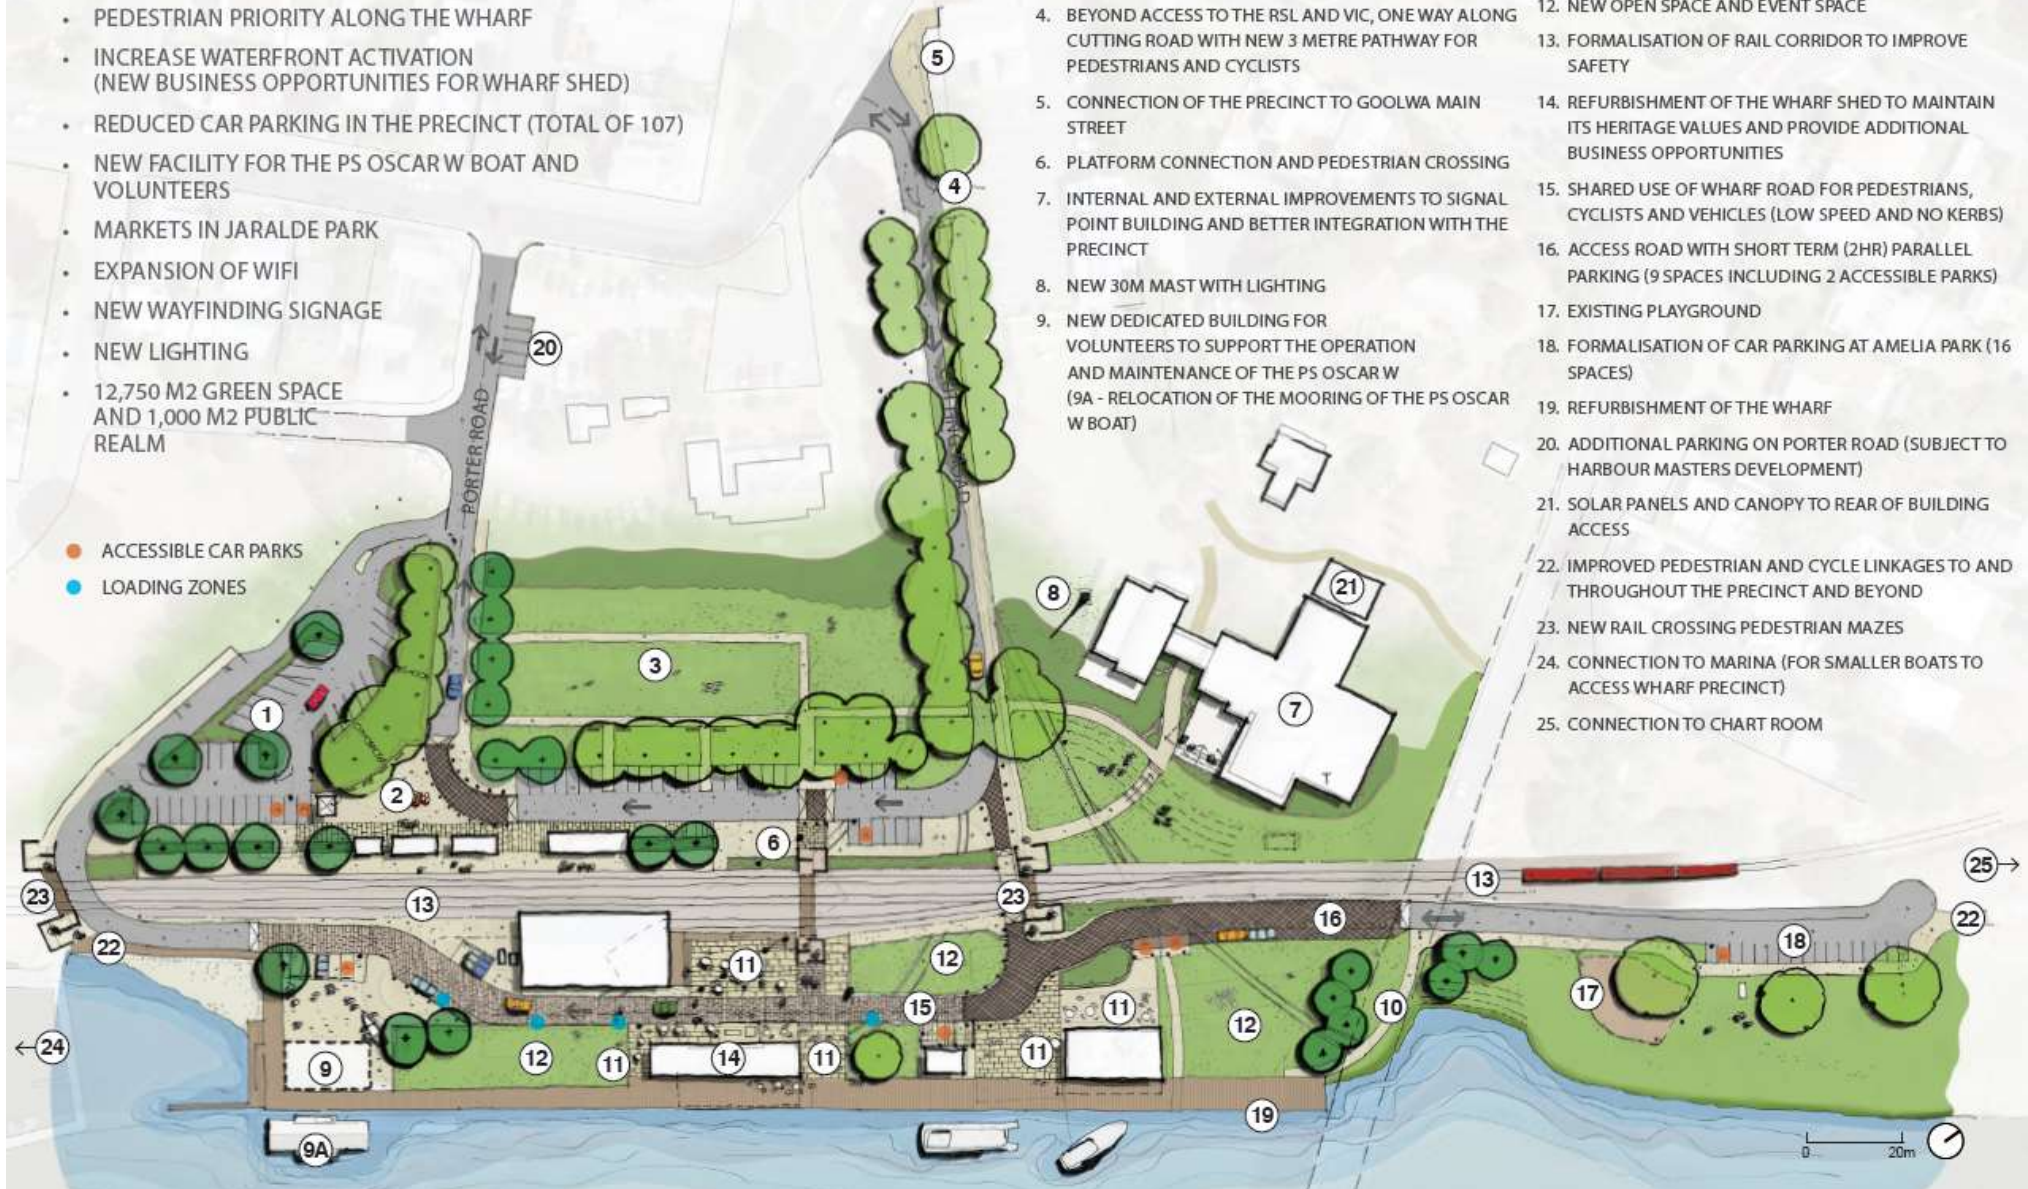 • PEDESTRIAN PRIORITY ALONG THE WHARF
• INCREASE WATERFRONT ACTIVATION
(NEW BUSINESS OPPORTUNITIES FOR WHARF SHED)
• REDUCED CAR PARKING IN THE PRECINCT (TOTAL OF 107)
• NEW FACILITY FOR THE PS OSCAR W BOAT AND
VOLUNTEERS
• MARKETS IN JARALDE PARK
• EXPANSION OF WIFI
• NEW WAYFINDING SIGNAGE
• NEW LIGHTING
• 12,750 M2 GREEN SPACE
AND 1,000 M2 PUBLIC
REALM
ACCESSIBLE CAR PARKS
LOADING ZONES
4. BEYOND ACCESS TO THE RSL AND VIC, ONE WAY ALONG
CUTTING ROAD WITH NEW 3 METRE PATHWAY FOR
PEDESTRIANS AND CYCLISTS
5. CONNECTION OF THE PRECINCT TO GOOLWA MAIN
STREET
6. PLATFORM CONNECTION AND PEDESTRIAN CROSSING
7. INTERNAL AND EXTERNAL IMPROVEMENTS TO SIGNAL
POINT BUILDING AND BETTER INTEGRATION WITH THE
PRECINCT
8. NEW 30M MAST WITH LIGHTING
9. NEW DEDICATED BUILDING FOR
VOLUNTEERS TO SUPPORT THE OPERATION
AND MAINTENANCE OF THE PS OSCAR W
(9A - RELOCATION OF THE MOORING OF THE PS OSCAR
W BOAT)
12. NEW OPEN SPACE AND EVENT SPACE
13. FORMALISATION OF RAIL CORRIDOR TO IMPROVE
SAFETY
14. REFURBISHMENT OF THE WHARF SHED TO MAINTAIN
ITS HERITAGE VALUES AND PROVIDE ADDITIONAL
BUSINESS OPPORTUNITIES
15. SHARED USE OF WHARF ROAD FOR PEDESTRIANS,
CYCLISTS AND VEHICLES (LOW SPEED AND NO KERBS)
16. ACCESS ROAD WITH SHORT TERM (2HR) PARALLEL
PARKING (9 SPACES INCLUDING 2 ACCESSIBLE PARKS)
17. EXISTING PLAYGROUND
18. FORMALISATION OF CAR PARKING AT AMELIA PARK (16
SPACES)
19. REFURBISHMENT OF THE WHARF
20. ADDITIONAL PARKING ON PORTER ROAD (SUBJECT TO
HARBOUR MASTERS DEVELOPMENT)
21. SOLAR PANELS AND CANOPY TO REAR OF BUILDING
ACCESS
22. IMPROVED PEDESTRIAN AND CYCLE LINKAGES TO AND
THROUGHOUT THE PRECINCT AND BEYOND
23. NEW RAIL CROSSING PEDESTRIAN MAZES
24. CONNECTION TO MARINA (FOR SMALLER BOATS TO
ACCESS WHARF PRECINCT)
25. CONNECTION TO CHART ROOM
5
4
20
PORTER ROAD
8
21
3
1
7
2
6
25
23
13
23
13
16
22
22
11
12
18
15
17
11
10
24
9
12
11
14
11
11
12
19
9A
0 20m